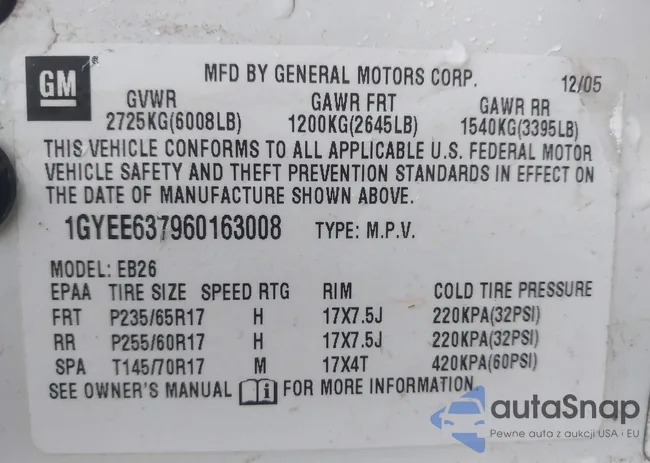 GM
MFD BY GENERAL MOTORS CORP. 12/05
GVWR GAWR FRT GAWR RR
2725KG(6008LB) 1200KG(2645LB) 1540KG(3395LB)
THIS VEHICLE CONFORMS TO ALL APPLICABLE U.S. FEDERAL MOTOR
VEHICLE SAFETY AND THEFT PREVENTION STANDARDS IN EFFECT ON
THE DATE OF MANUFACTURE SHOWN ABOVE.
1GYEE637960163008 TYPE: M.P.V.
MODEL: EB26
EPAA TIRE SIZE SPEED RTG RIM COLD TIRE PRESSURE
FRT P235/65R17 H 17X7.5J 220KPA(32PSI)
RR P255/60R17 H 17X7.5J 220KPA(32PSI)
SPA T145/70R17 M 17X4T 420KPA(60PSI)
SEE OWNER'S MANUAL FOR MORE INFORMATION
autaSnap
Pewne auta z aukcji USA i EU